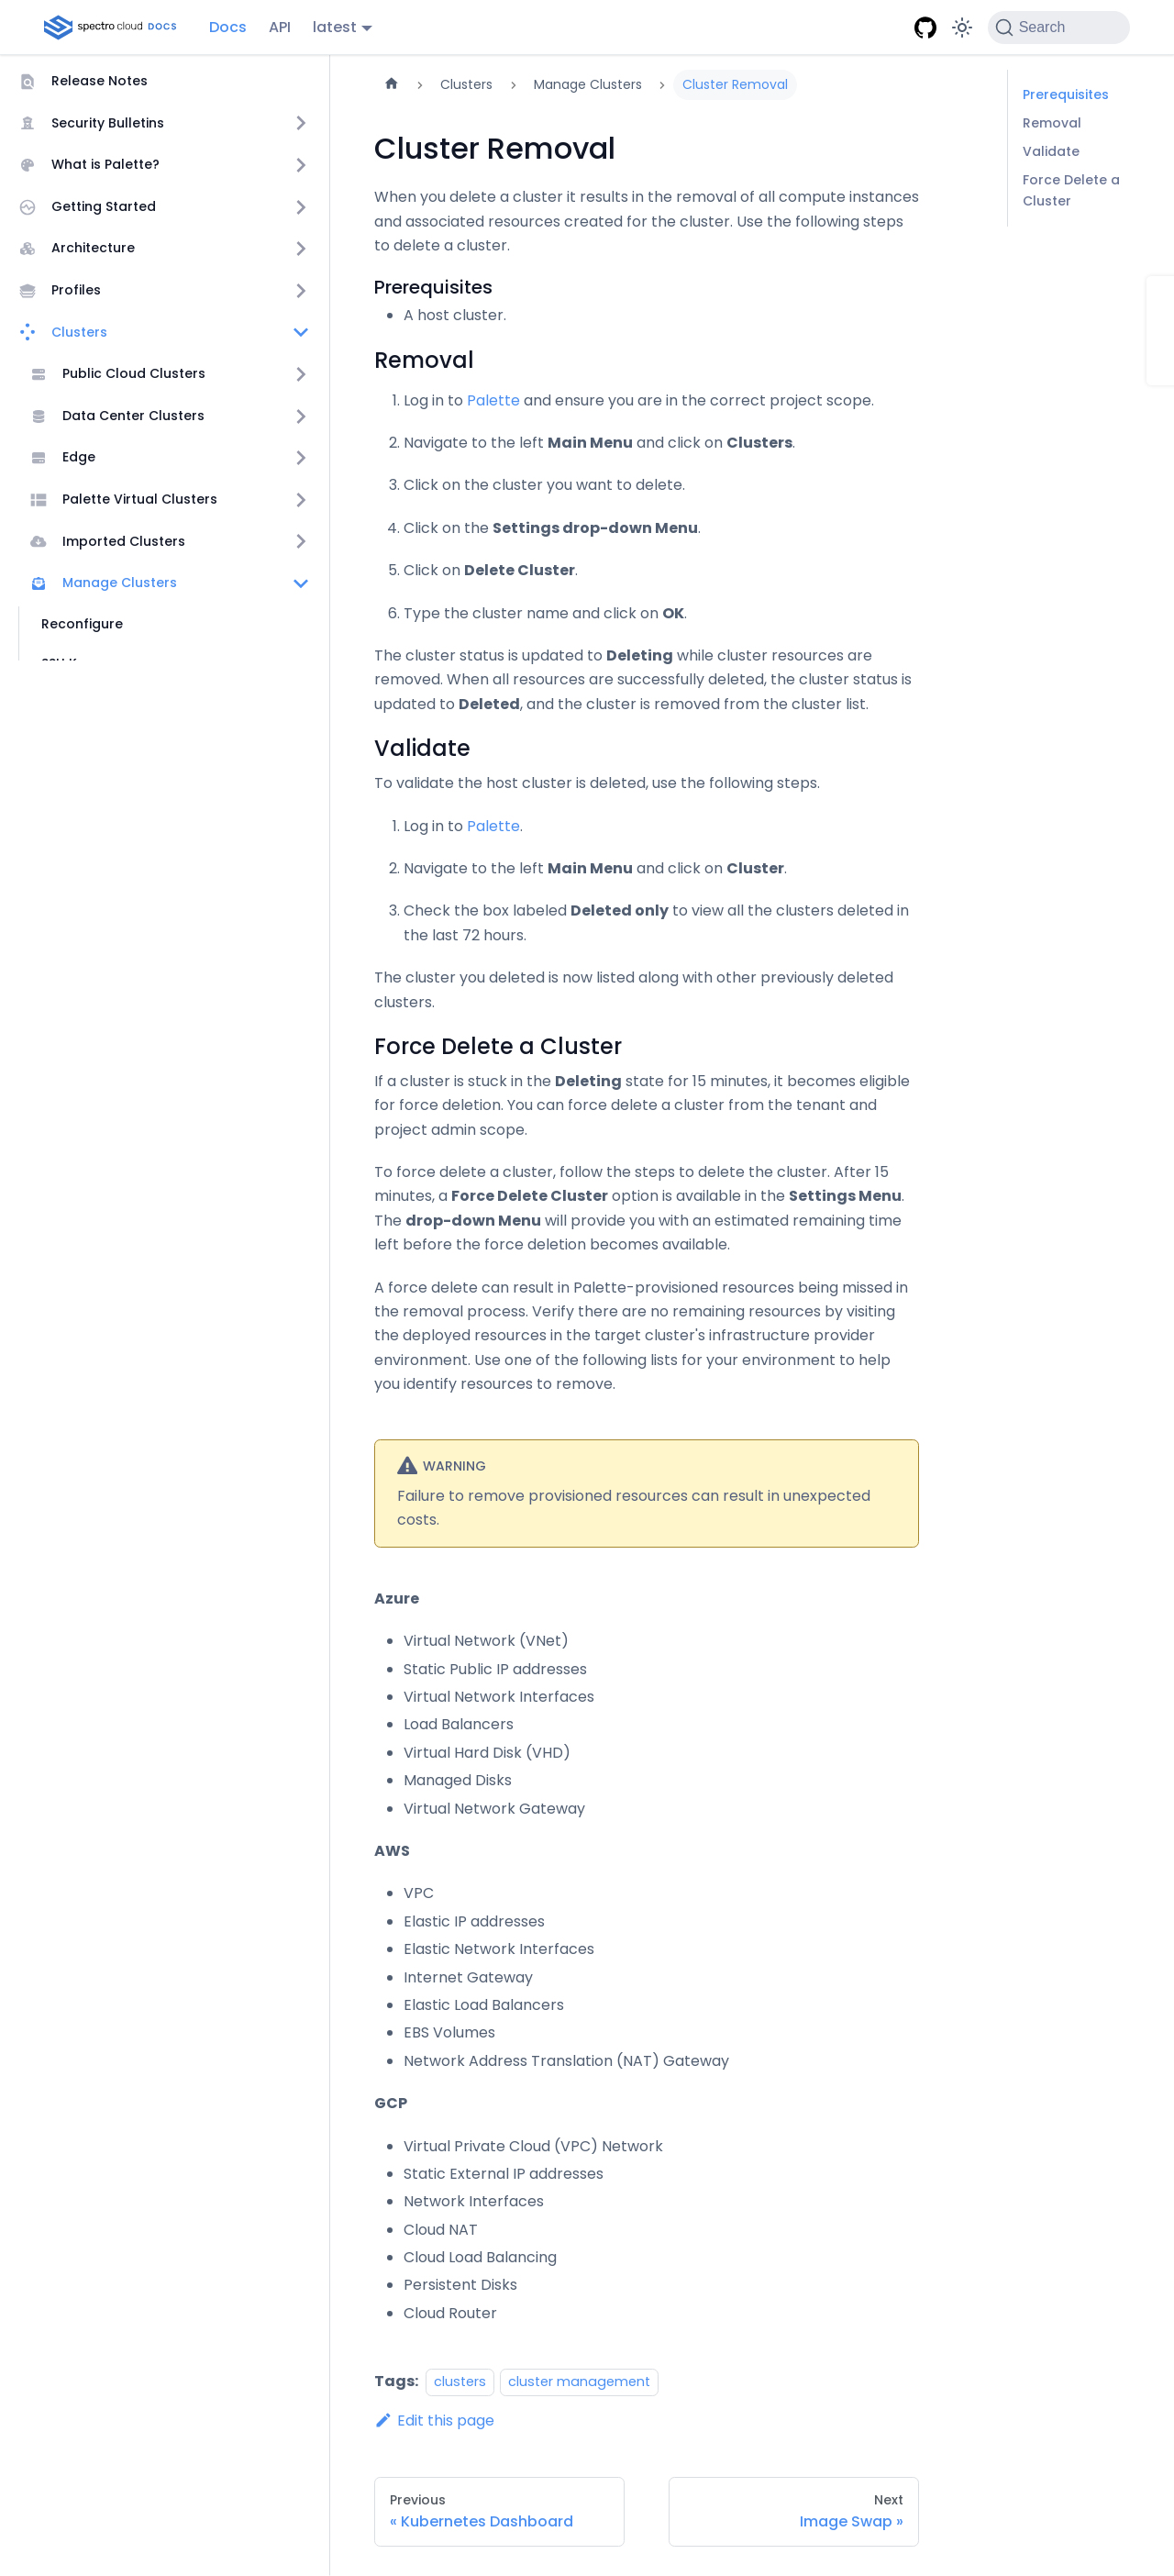 spectro cloud DOCS
Docs
API
latest
Search
Release Notes
Security Bulletins
What is Palette?
Getting Started
Architecture
Profiles
Clusters
Public Cloud Clusters
Data Center Clusters
Edge
Palette Virtual Clusters
Imported Clusters
Manage Clusters
Reconfigure
Clusters
Manage Clusters
Cluster Removal
Cluster Removal
When you delete a cluster it results in the removal of all compute instances
and associated resources created for the cluster. Use the following steps
to delete a cluster.
Prerequisites
A host cluster.
Removal
1. Log in to Palette and ensure you are in the correct project scope.
2. Navigate to the left Main Menu and click on Clusters.
3. Click on the cluster you want to delete.
4. Click on the Settings drop-down Menu.
5. Click on Delete Cluster.
6. Type the cluster name and click on OK.
The cluster status is updated to Deleting while cluster resources are
removed. When all resources are successfully deleted, the cluster status is
updated to Deleted, and the cluster is removed from the cluster list.
Validate
To validate the host cluster is deleted, use the following steps.
1. Log in to Palette.
2. Navigate to the left Main Menu and click on Cluster.
3. Check the box labeled Deleted only to view all the clusters deleted in
the last 72 hours.
The cluster you deleted is now listed along with other previously deleted
clusters.
Force Delete a Cluster
If a cluster is stuck in the Deleting state for 15 minutes, it becomes eligible
for force deletion. You can force delete a cluster from the tenant and
project admin scope.
To force delete a cluster, follow the steps to delete the cluster. After 15
minutes, a Force Delete Cluster option is available in the Settings Menu.
The drop-down Menu will provide you with an estimated remaining time
left before the force deletion becomes available.
A force delete can result in Palette-provisioned resources being missed in
the removal process. Verify there are no remaining resources by visiting
the deployed resources in the target cluster's infrastructure provider
environment. Use one of the following lists for your environment to help
you identify resources to remove.
WARNING
Failure to remove provisioned resources can result in unexpected
costs.
Azure
Virtual Network (VNet)
Static Public IP addresses
Virtual Network Interfaces
Load Balancers
Virtual Hard Disk (VHD)
Managed Disks
Virtual Network Gateway
AWS
VPC
Elastic IP addresses
Elastic Network Interfaces
Internet Gateway
Elastic Load Balancers
EBS Volumes
Network Address Translation (NAT) Gateway
GCP
Virtual Private Cloud (VPC) Network
Static External IP addresses
Network Interfaces
Cloud NAT
Cloud Load Balancing
Persistent Disks
Cloud Router
Tags: clusters cluster management
Edit this page
Previous
« Kubernetes Dashboard
Next
Image Swap »
Prerequisites
Removal
Validate
Force Delete a
Cluster